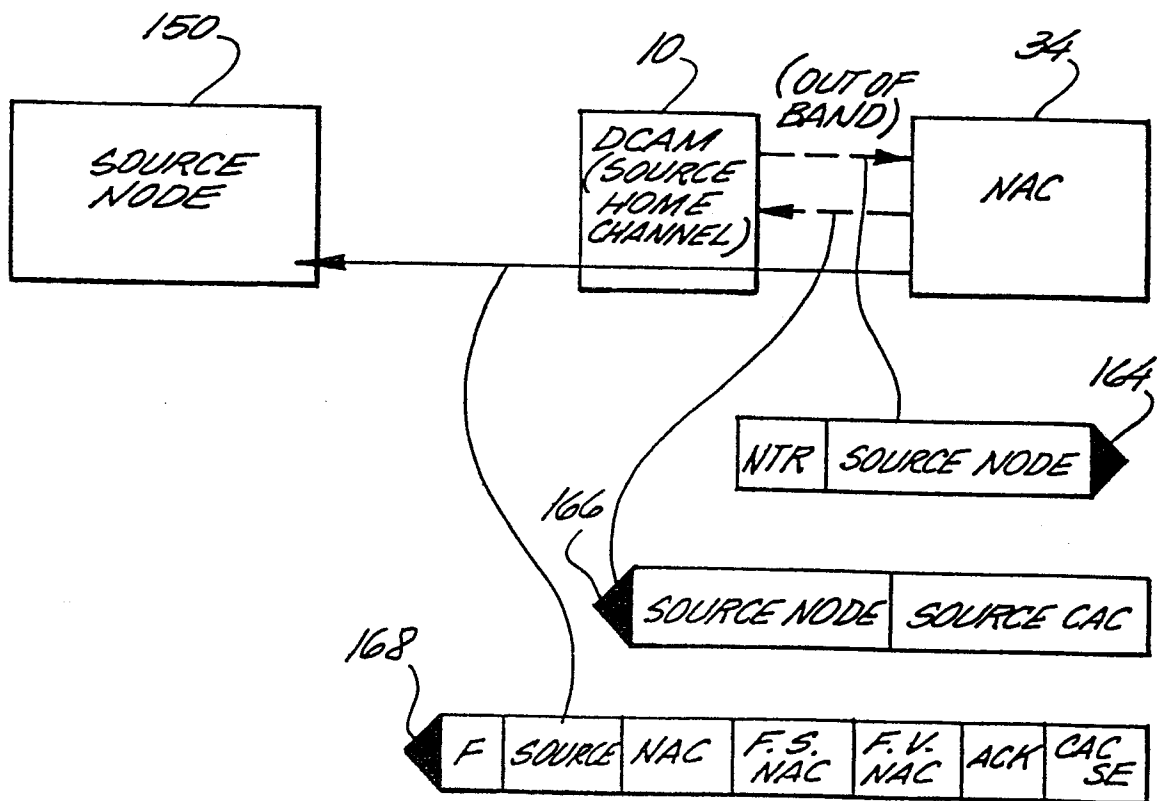 150
10
34
(OUT OF
BAND)
SOURCE
NODE
DCAM
(SOURCE
HOME
CHANNEL)
NAC
164
NTR SOURCE NODE
166
SOURCE NODE SOURCE CAC
168
F SOURCE NAC F.S. NAC F.V. NAC ACK CAC SE